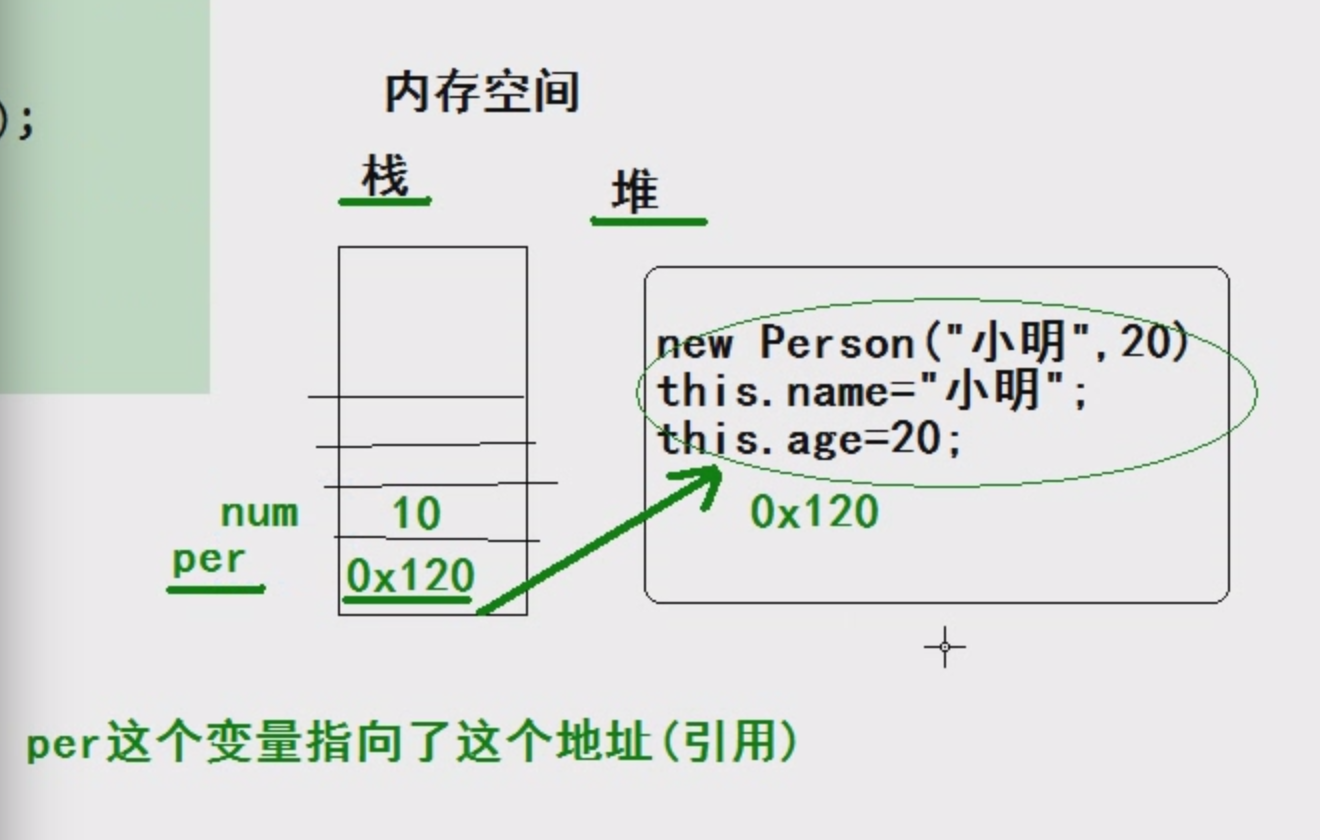 );
内存空间
栈
堆
new Person("小明",20)
this.name="小明";
this.age=20;
num
10
0x120
per
0x120
per这个变量指向了这个地址(引用)